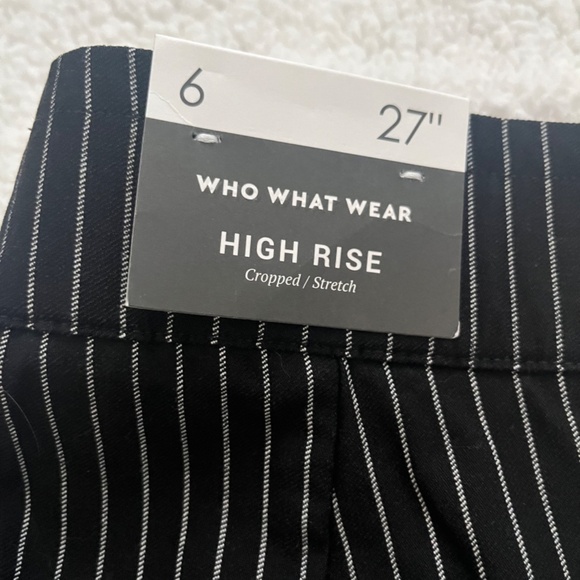 6 27"
WHO WHAT WEAR
HIGH RISE
Cropped / Stretch